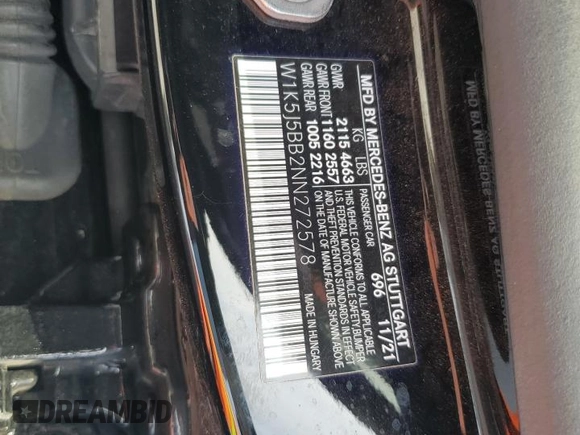 MFD BY MERCEDES-BENZ AG STUTTGART
KG LBS 696 11/21
GVWR 2115 4663 PASSENGER CAR
GAWR FRONT 1160 2557 THIS VEHICLE CONFORMS TO ALL APPLICABLE
GAWR REAR 1005 2216 U.S. FEDERAL MOTOR VEHICLE SAFETY, BUMPER
AND THEFT PREVENTION STANDARDS IN EFFECT
ON THE DATE OF MANUFACTURE SHOWN ABOVE
W1K5J5BB2NN272578
MADE IN HUNGARY
DREAMBID